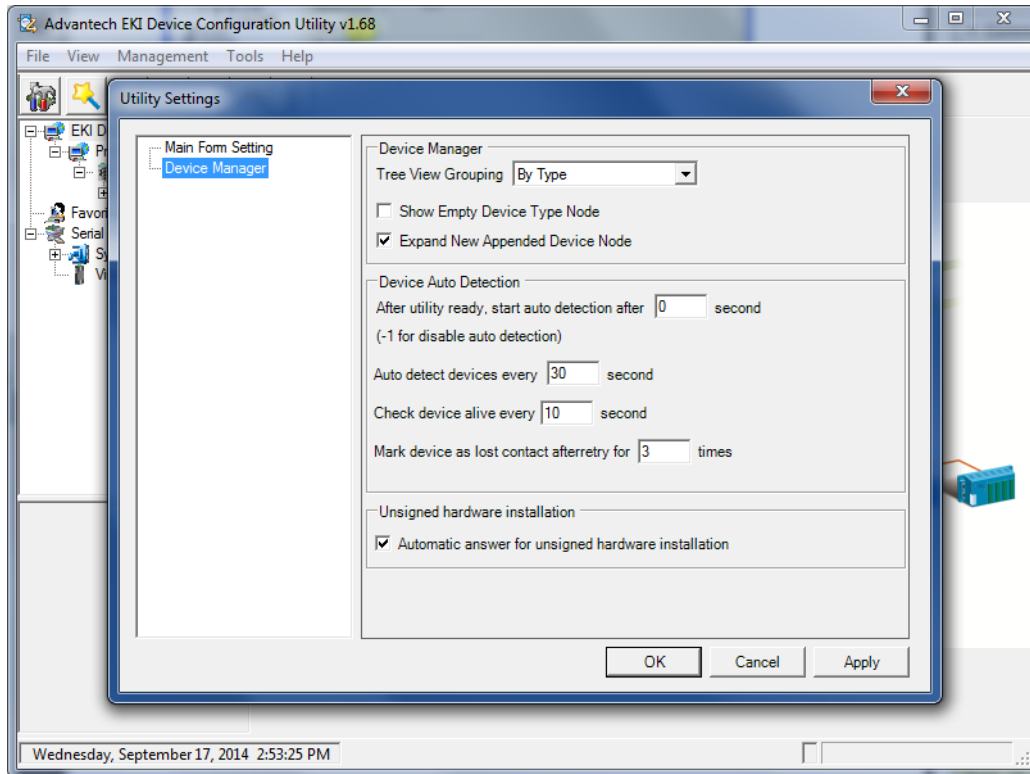 Advantech EKI Device Configuration Utility v1.68
File View Management Tools Help
Utility Settings
EKI D
Pr
Favori
Serial
Sy
Vi
Main Form Setting
Device Manager
Device Manager
Tree View Grouping By Type
Show Empty Device Type Node
Expand New Appended Device Node
Device Auto Detection
After utility ready, start auto detection after 0 second
(-1 for disable auto detection)
Auto detect devices every 30 second
Check device alive every 10 second
Mark device as lost contact afterretry for 3 times
Unsigned hardware installation
Automatic answer for unsigned hardware installation
OK Cancel Apply
Wednesday, September 17, 2014 2:53:25 PM